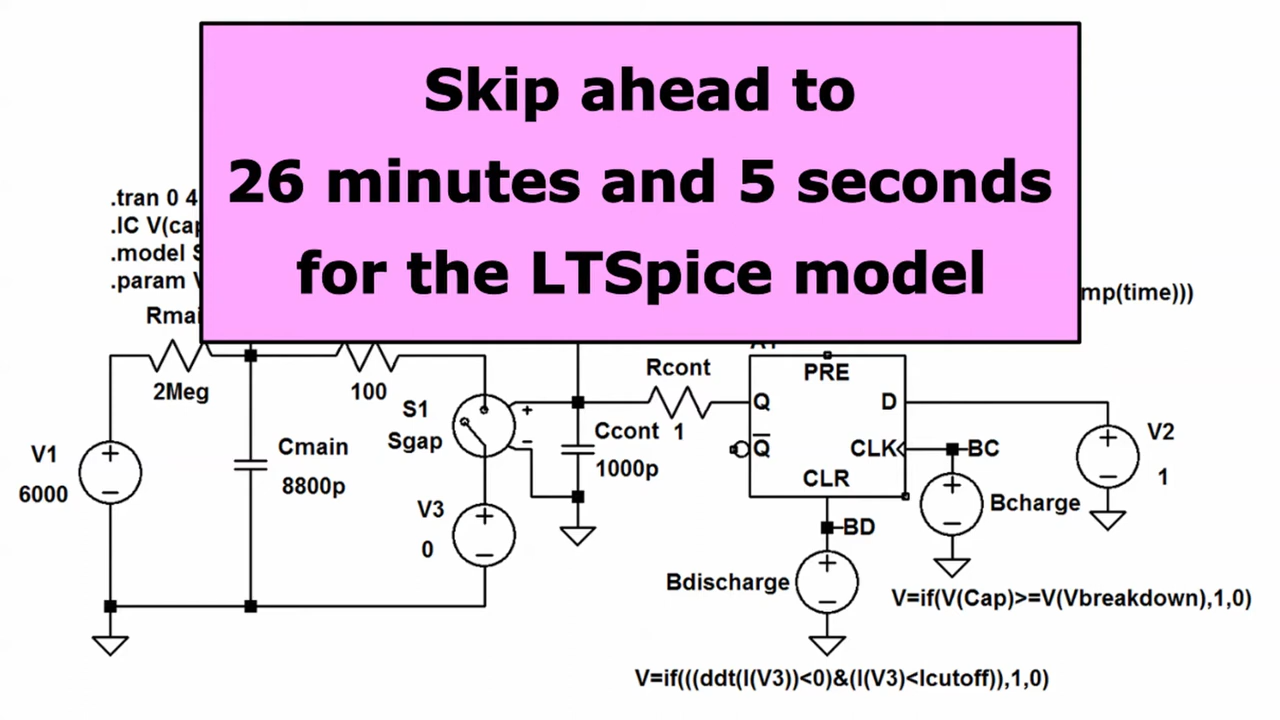 Skip ahead to
26 minutes and 5 seconds
for the LTSpice model
.tran 0 4
.IC V(cap
.model S
.param V
mp(time)))
Rmai
2Meg
100
V1
6000
Cmain
8800p
S1
Sgap
+
−
V3
0
Ccont
1000p
Rcont
1
PRE
Q
D
Q
CLK
CLR
BC
BD
V2
1
Bcharge
Bdischarge
V=if(V(Cap)>=V(Vbreakdown),1,0)
V=if(((ddt(I(V3))<0)&(I(V3)<Icutoff)),1,0)